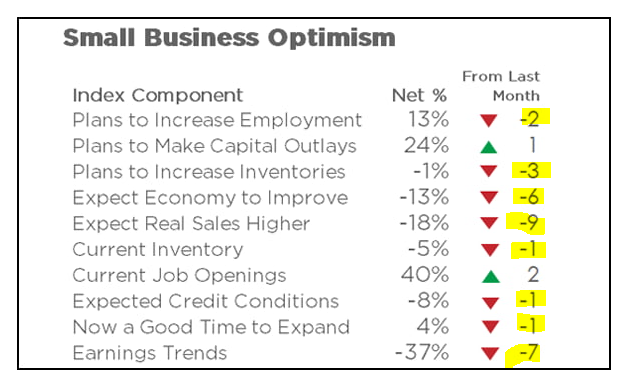 Small Business Optimism
From Last
Index Component Net % Month
Plans to Increase Employment 13% ▼ -2
Plans to Make Capital Outlays 24% ▲ 1
Plans to Increase Inventories -1% ▼ -3
Expect Economy to Improve -13% ▼ -6
Expect Real Sales Higher -18% ▼ -9
Current Inventory -5% ▼ -1
Current Job Openings 40% ▲ 2
Expected Credit Conditions -8% ▼ -1
Now a Good Time to Expand 4% ▼ -1
Earnings Trends -37% ▼ -7